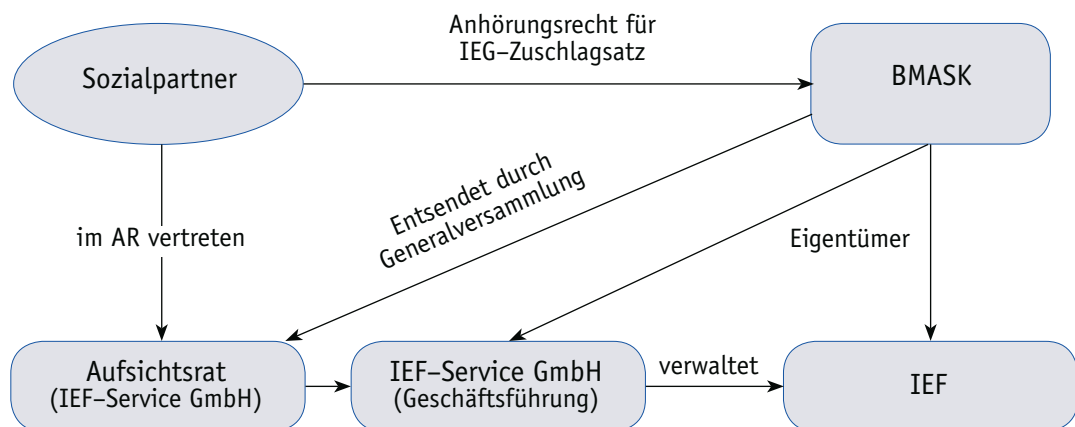 Anhörungsrecht für
IEG–Zuschlagsatz
Sozialpartner
BMASK
Entsendet durch
Generalversammlung
im AR vertreten
Eigentümer
Aufsichtsrat
(IEF–Service GmbH)
IEF–Service GmbH
(Geschäftsführung)
verwaltet
IEF